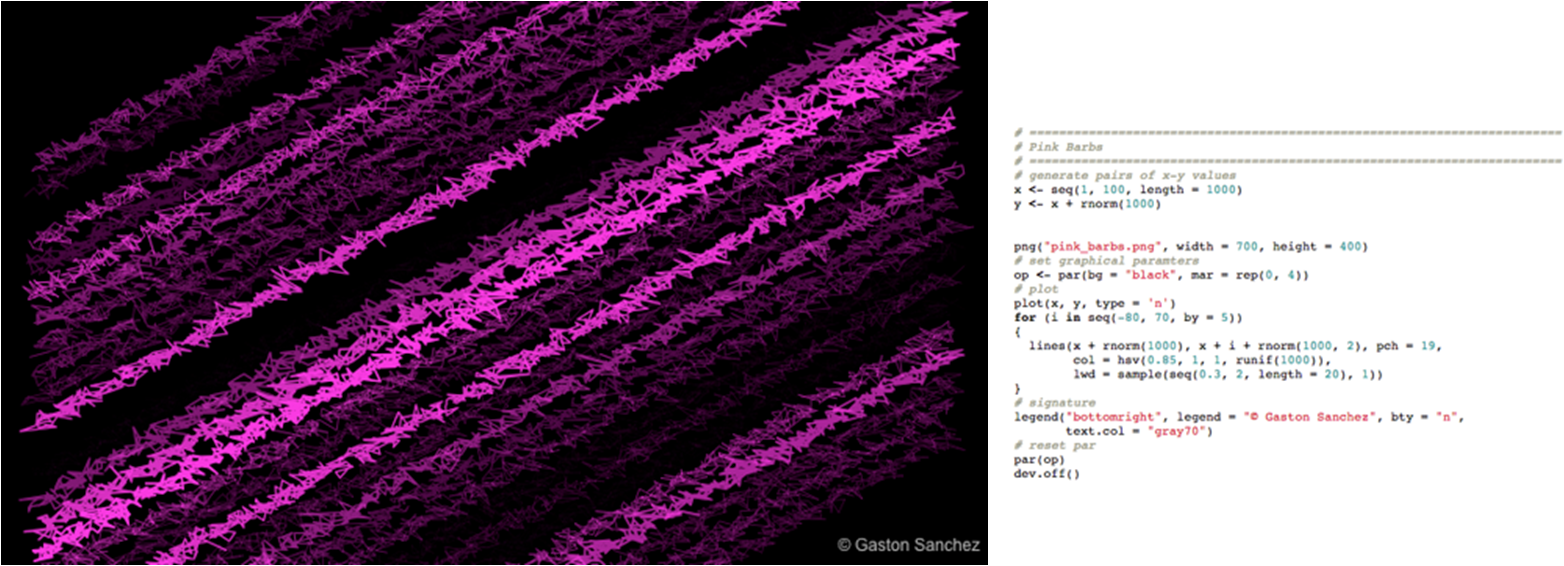 © Gaston Sanchez
# =========================================================================
# Pink Barbs
# =========================================================================
# generate pairs of x-y values
x <- seq(1, 100, length = 1000)
y <- x + rnorm(1000)
png("pink_barbs.png", width = 700, height = 400)
# set graphical paramters
op <- par(bg = "black", mar = rep(0, 4))
# plot
plot(x, y, type = 'n')
for (i in seq(-80, 70, by = 5))
{
  lines(x + rnorm(1000), x + i + rnorm(1000, 2), pch = 19,
        col = hsv(0.85, 1, 1, runif(1000)),
        lwd = sample(seq(0.3, 2, length = 20), 1))
}
# signature
legend("bottomright", legend = "© Gaston Sanchez", bty = "n",
       text.col = "gray70")
# reset par
par(op)
dev.off()